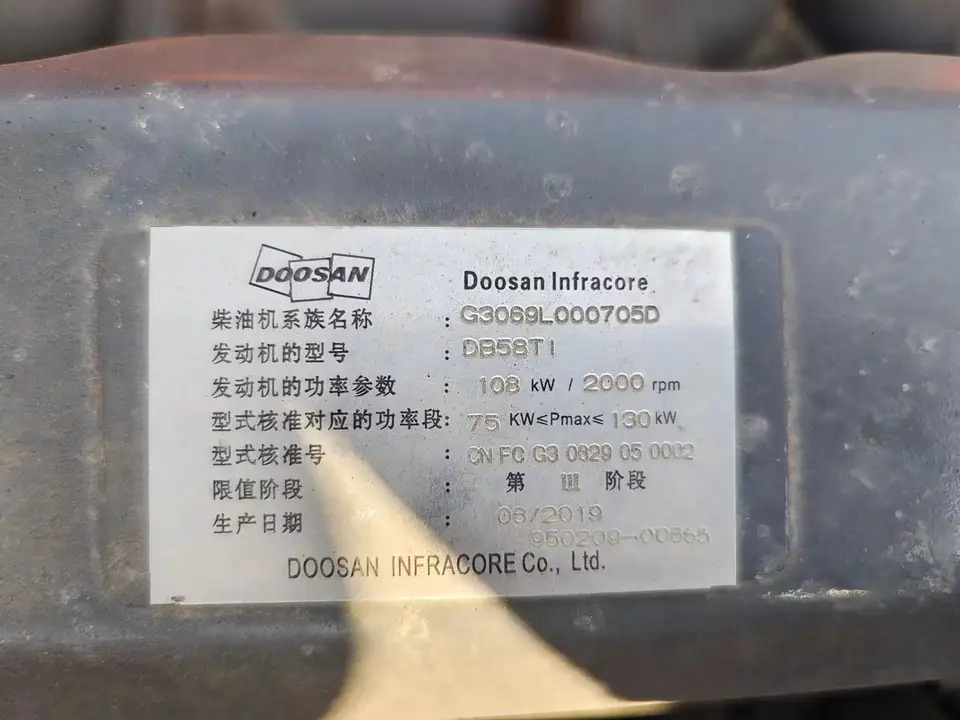 DOOSAN
Doosan Infracore
柴油机系族名称 : G3069L000705D
发动机的型号 : DB58TI
发动机的功率参数 : 108 kW / 2000 rpm
型式核准对应的功率段: 75 KW≤Pmax≤ 130 kW
型式核准号 : CN FC G3 0629 05 0002
限值阶段 : 第 Ⅲ 阶段
生产日期 : 06/2019
950209-00865
DOOSAN INFRACORE Co., Ltd.